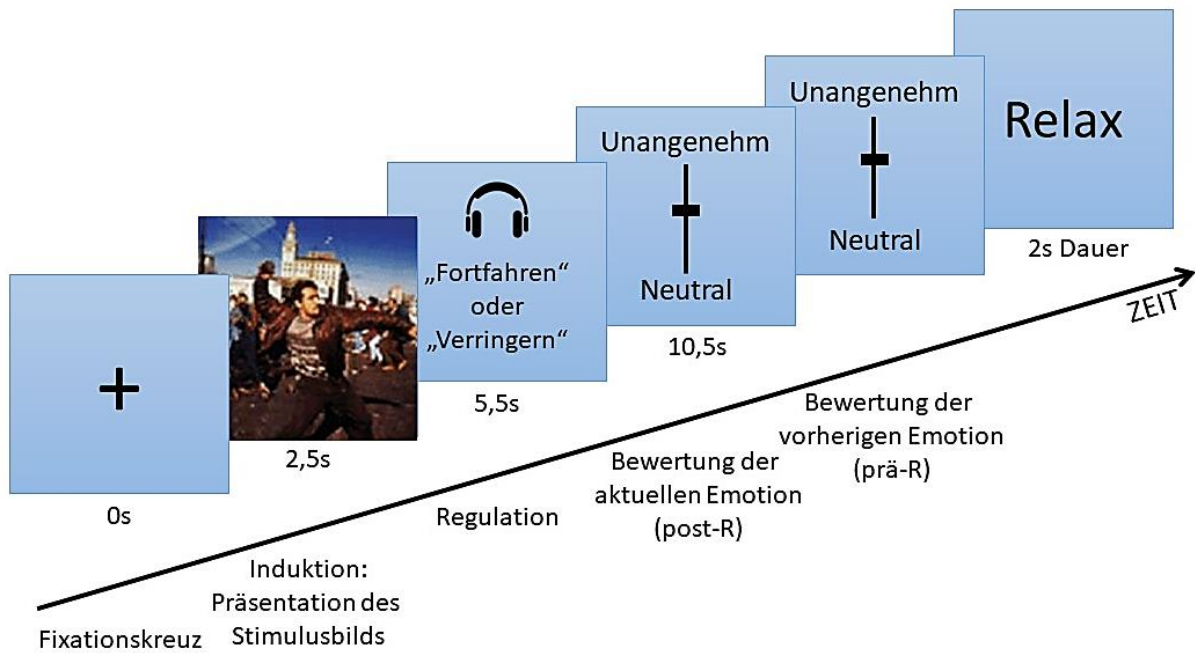 +
0s
Fixationskreuz
2,5s
Induktion:
Präsentation des
Stimulusbilds
„Fortfahren“
oder
„Verringern“
5,5s
Regulation
Unangenehm
Neutral
10,5s
Bewertung der
aktuellen Emotion
(post-R)
Unangenehm
Neutral
Bewertung der
vorherigen Emotion
(prä-R)
Relax
2s Dauer
ZEIT